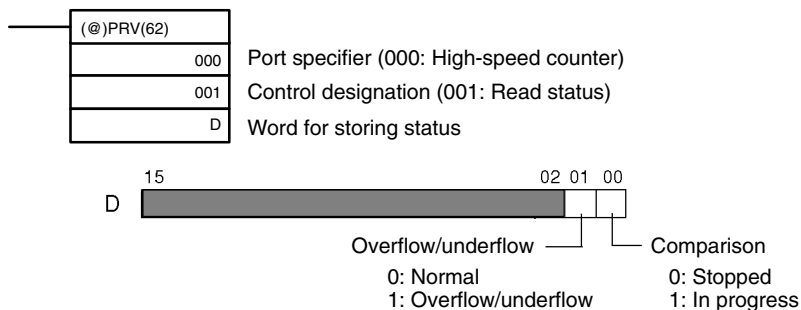 (@)PRV(62)
000 Port specifier (000: High-speed counter)
001 Control designation (001: Read status)
D Word for storing status
15 02 01 00
D
Overflow/underflow Comparison
0: Normal 0: Stopped
1: Overflow/underflow 1: In progress